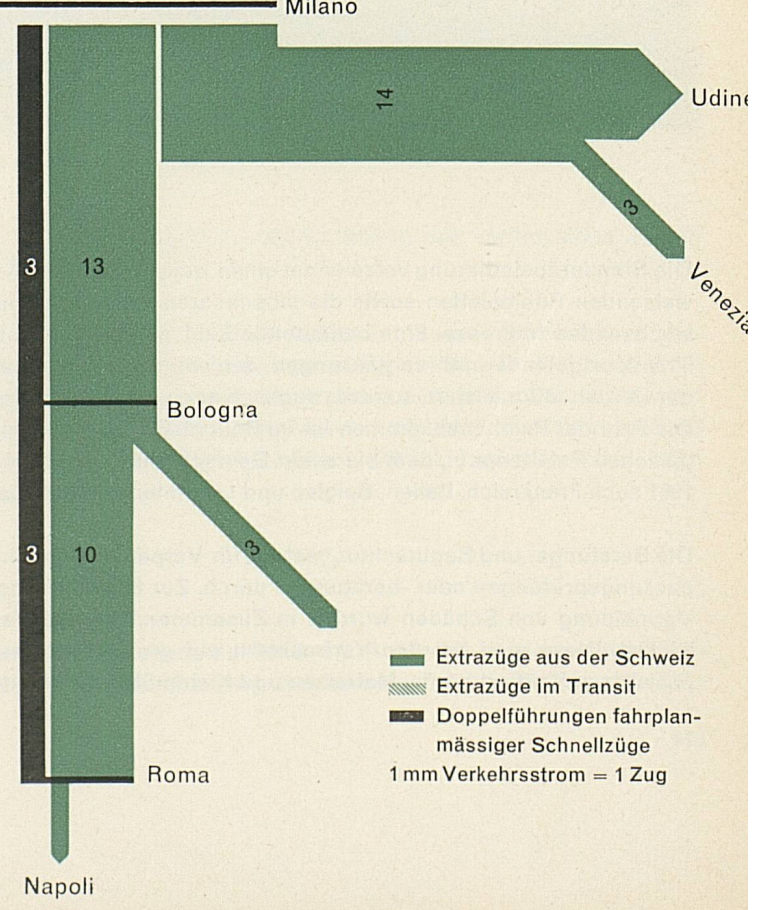 Milano
14
Udine
3
Venezia
3
13
Bologna
3
10
3
Extrazüge aus der Schweiz
Extrazüge im Transit
Doppelführungen fahrplan-
mässiger Schnellzüge
1 mm Verkehrsstrom = 1 Zug
Roma
Napoli